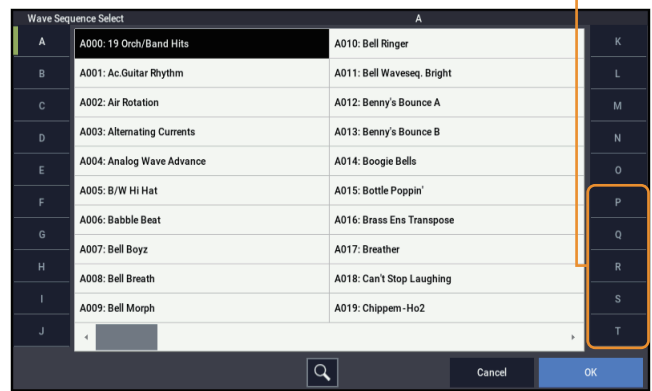 Wave Sequence Select
A
A
B
C
D
E
F
G
H
I
J
A000: 19 Orch/Band Hits
A001: Ac.Guitar Rhythm
A002: Air Rotation
A003: Alternating Currents
A004: Analog Wave Advance
A005: B/W Hi Hat
A006: Babble Beat
A007: Bell Boyz
A008: Bell Breath
A009: Bell Morph
A010: Bell Ringer
A011: Bell Waveseq. Bright
A012: Benny's Bounce A
A013: Benny's Bounce B
A014: Boogie Bells
A015: Bottle Poppin'
A016: Brass Ens Transpose
A017: Breather
A018: Can't Stop Laughing
A019: Chippem-Ho2
K
L
M
N
O
P
Q
R
S
T
Cancel
OK